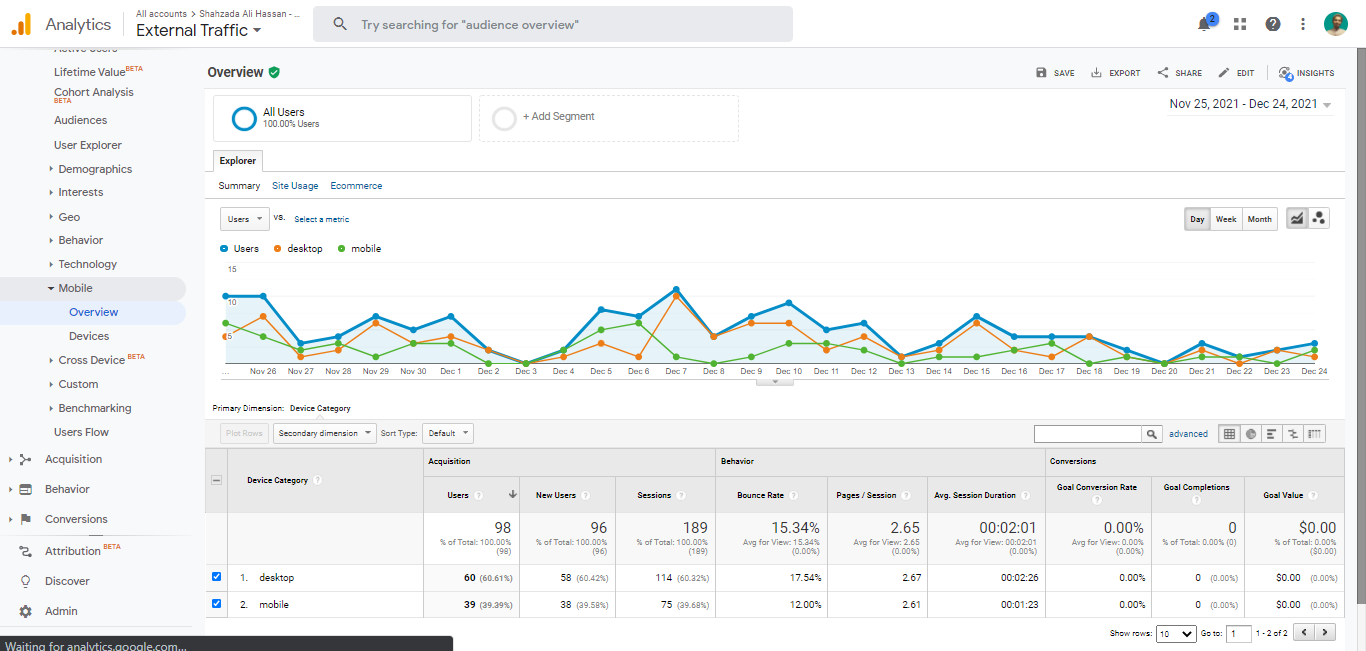 Analytics
All accounts > Shahzada Ali Hassan - ...
External Traffic
Try searching for "audience overview"
2
Active Users
Lifetime Value BETA
Cohort Analysis
BETA
Audiences
User Explorer
Demographics
Interests
Geo
Behavior
Technology
Mobile
Overview
Devices
Cross Device BETA
Custom
Benchmarking
Users Flow
Acquisition
Behavior
Conversions
Attribution BETA
Discover
Admin
Waiting for analytics.google.com...
Overview
SAVE
EXPORT
SHARE
EDIT
4
INSIGHTS
All Users
100.00% Users
+ Add Segment
Nov 25, 2021 - Dec 24, 2021
Explorer
Summary Site Usage Ecommerce
Users vs. Select a metric
Day Week Month
Users desktop mobile
15
10
5
... Nov 26 Nov 27 Nov 28 Nov 29 Nov 30 Dec 1 Dec 2 Dec 3 Dec 4 Dec 5 Dec 6 Dec 7 Dec 8 Dec 9 Dec 10 Dec 11 Dec 12 Dec 13 Dec 14 Dec 15 Dec 16 Dec 17 Dec 18 Dec 19 Dec 20 Dec 21 Dec 22 Dec 23 Dec 24
Primary Dimension: Device Category
Plot Rows Secondary dimension Sort Type: Default advanced
Device Category ?
Acquisition Behavior Conversions
Users ? New Users ? Sessions ? Bounce Rate ? Pages / Session ? Avg. Session Duration ? Goal Conversion Rate ? Goal Completions ? Goal Value ?
98 96 189 15.34% 2.65 00:02:01 0.00% 0 $0.00
% of Total: 100.00% (98) % of Total: 100.00% (96) % of Total: 100.00% (189) Avg for View: 15.34% (0.00%) Avg for View: 2.65 (0.00%) Avg for View: 00:02:01 (0.00%) Avg for View: 0.00% (0.00%) % of Total: 0.00% (0) % of Total: 0.00% ($0.00)
1. desktop 60 (60.61%) 58 (60.42%) 114 (60.32%) 17.54% 2.67 00:02:26 0.00% 0 (0.00%) $0.00 (0.00%)
2. mobile 39 (39.39%) 38 (39.58%) 75 (39.68%) 12.00% 2.61 00:01:23 0.00% 0 (0.00%) $0.00 (0.00%)
Show rows: 10 Go to: 1 1 - 2 of 2